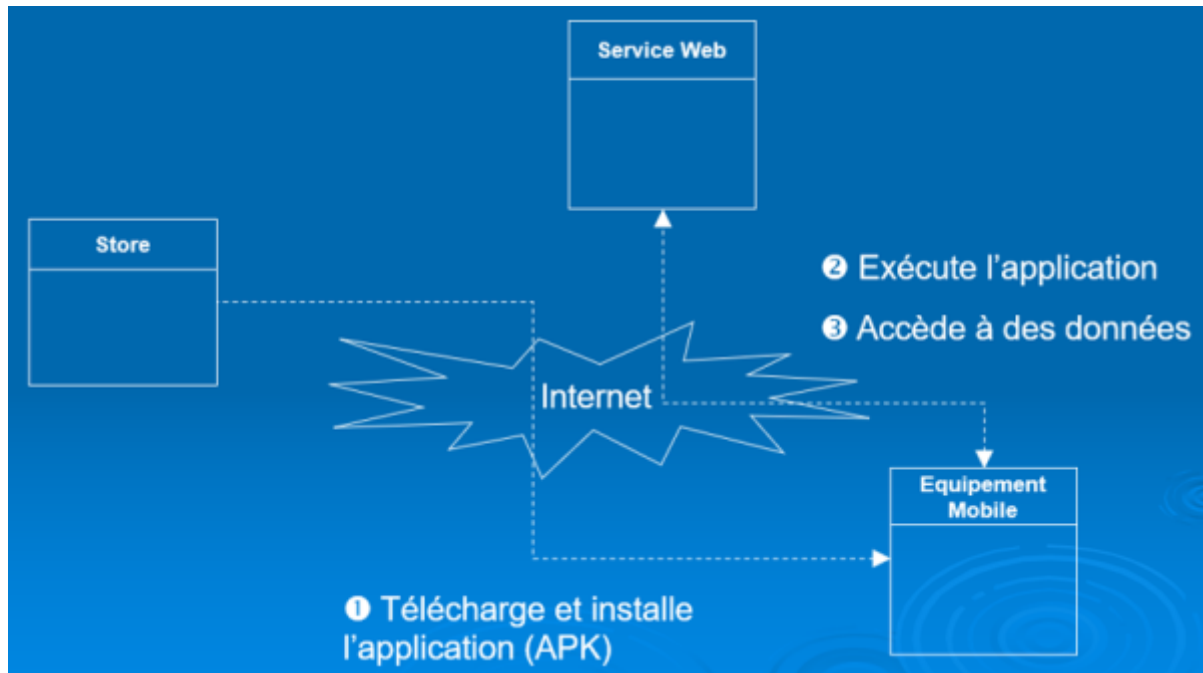 Service Web
Store
❷ Exécute l’application
❸ Accède à des données
Internet
Equipement
Mobile
❶ Télécharge et installe
l’application (APK)